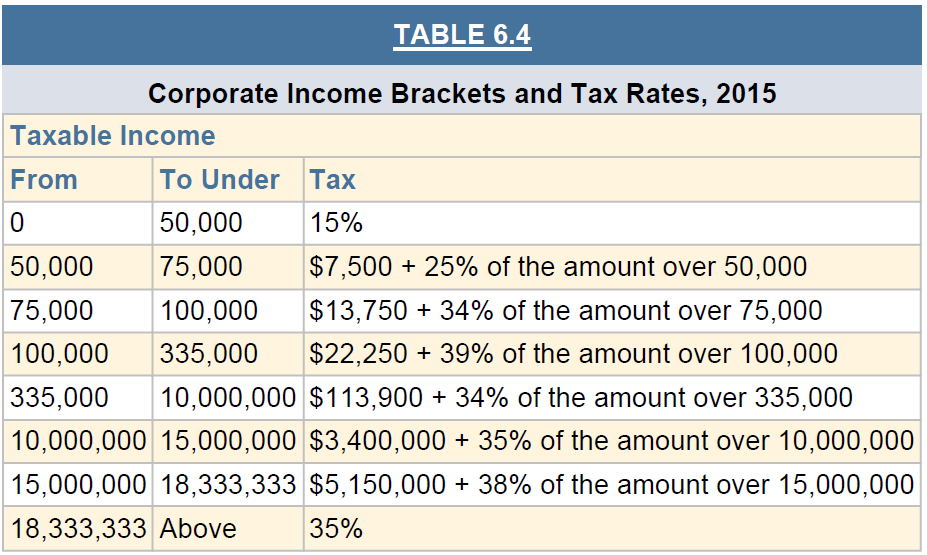 TABLE 6.4
Corporate Income Brackets and Tax Rates, 2015
Taxable Income
From To Under Tax
0 50,000 15%
50,000 75,000 $7,500 + 25% of the amount over 50,000
75,000 100,000 $13,750 + 34% of the amount over 75,000
100,000 335,000 $22,250 + 39% of the amount over 100,000
335,000 10,000,000 $113,900 + 34% of the amount over 335,000
10,000,000 15,000,000 $3,400,000 + 35% of the amount over 10,000,000
15,000,000 18,333,333 $5,150,000 + 38% of the amount over 15,000,000
18,333,333 Above 35%